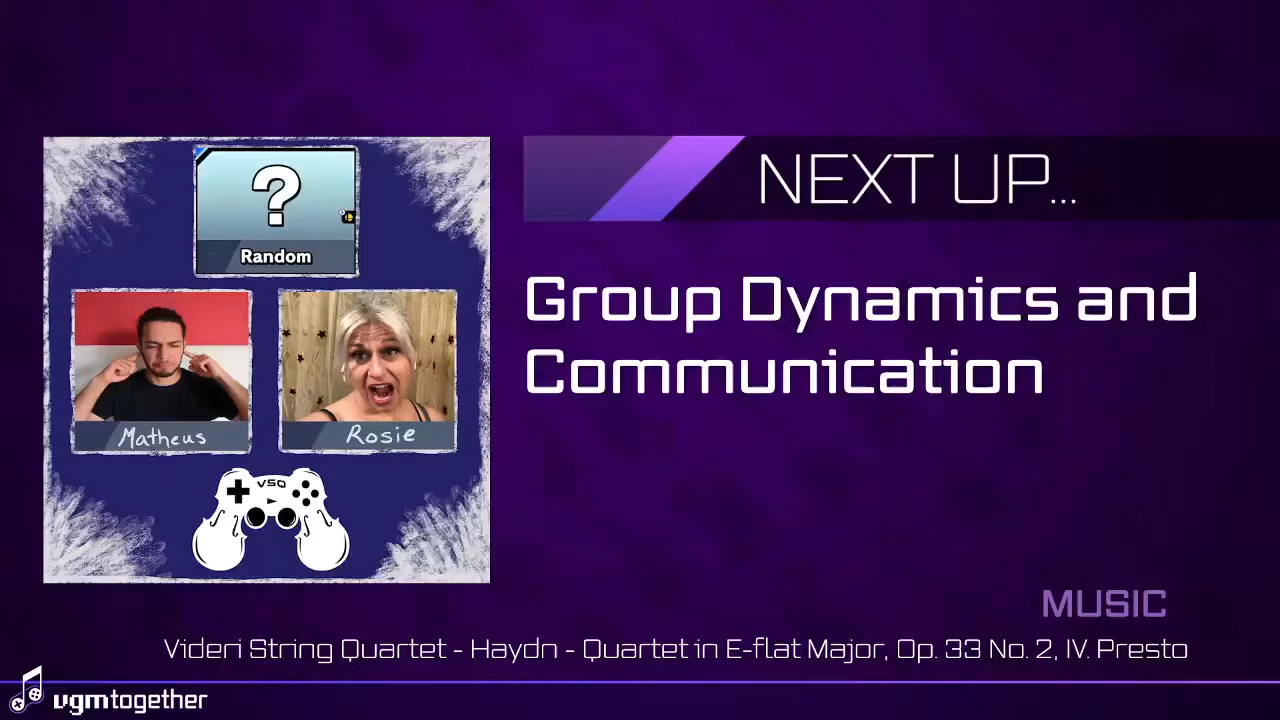 ?
Random
Matheus
Rosie
VSQ
NEXT UP...
Group Dynamics and
Communication
MUSIC
Videri String Quartet - Haydn - Quartet in E-flat Major, Op. 33 No. 2, IV. Presto
vgmtogether